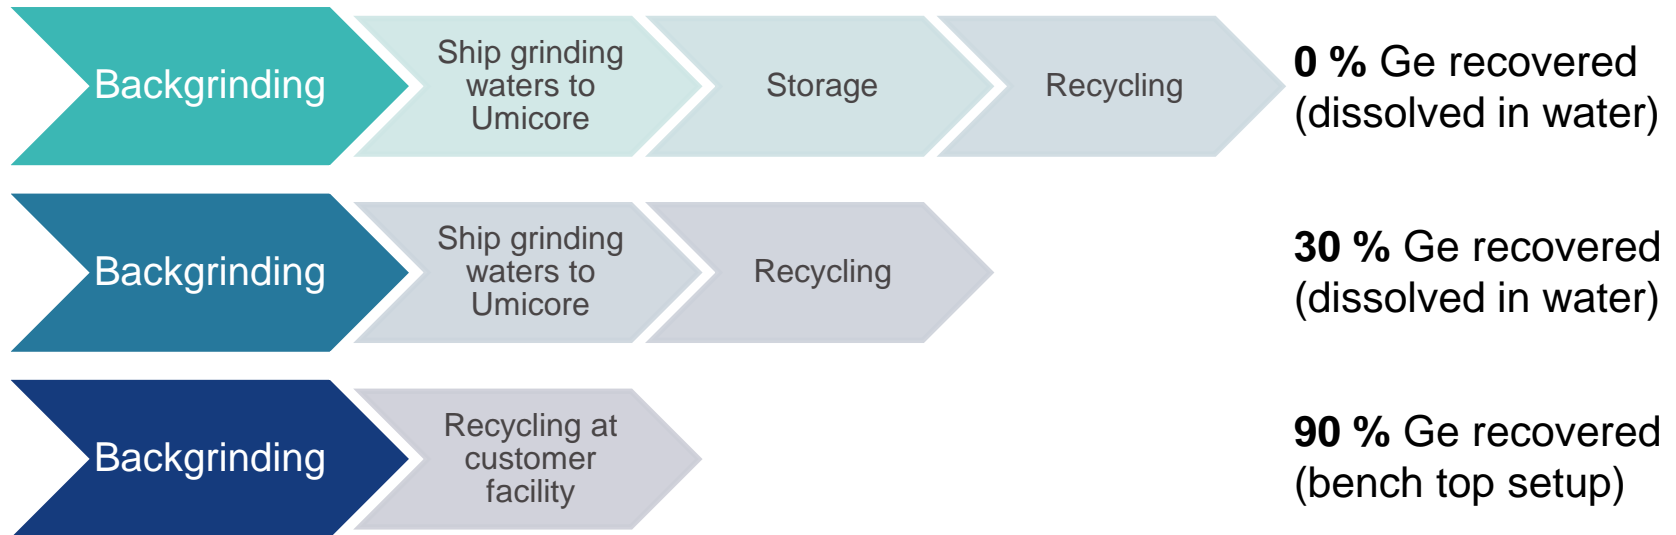 Backgrinding
Ship grinding
waters to
Umicore
Storage
Recycling
0 % Ge recovered
(dissolved in water)
Backgrinding
Ship grinding
waters to
Umicore
Recycling
30 % Ge recovered
(dissolved in water)
Backgrinding
Recycling at
customer
facility
90 % Ge recovered
(bench top setup)